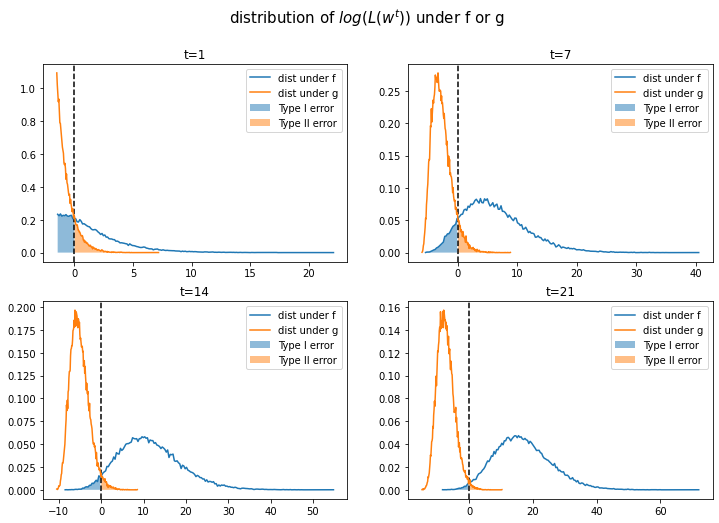 distribution of log(L(w^t)) under f or g
t=1
1.0
0.8
0.6
0.4
0.2
0.0
0
5
10
15
20
dist under f
dist under g
Type I error
Type II error
t=7
0.25
0.20
0.15
0.10
0.05
0.00
0
10
20
30
40
dist under f
dist under g
Type I error
Type II error
t=14
0.200
0.175
0.150
0.125
0.100
0.075
0.050
0.025
0.000
−10
0
10
20
30
40
50
dist under f
dist under g
Type I error
Type II error
t=21
0.16
0.14
0.12
0.10
0.08
0.06
0.04
0.02
0.00
0
20
40
60
dist under f
dist under g
Type I error
Type II error